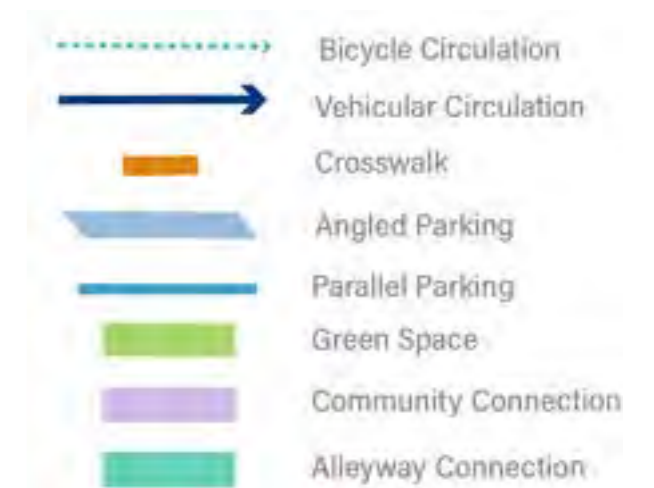 Bicycle Circulation
Vehicular Circulation
Crosswalk
Angled Parking
Parallel Parking
Green Space
Community Connection
Alleyway Connection